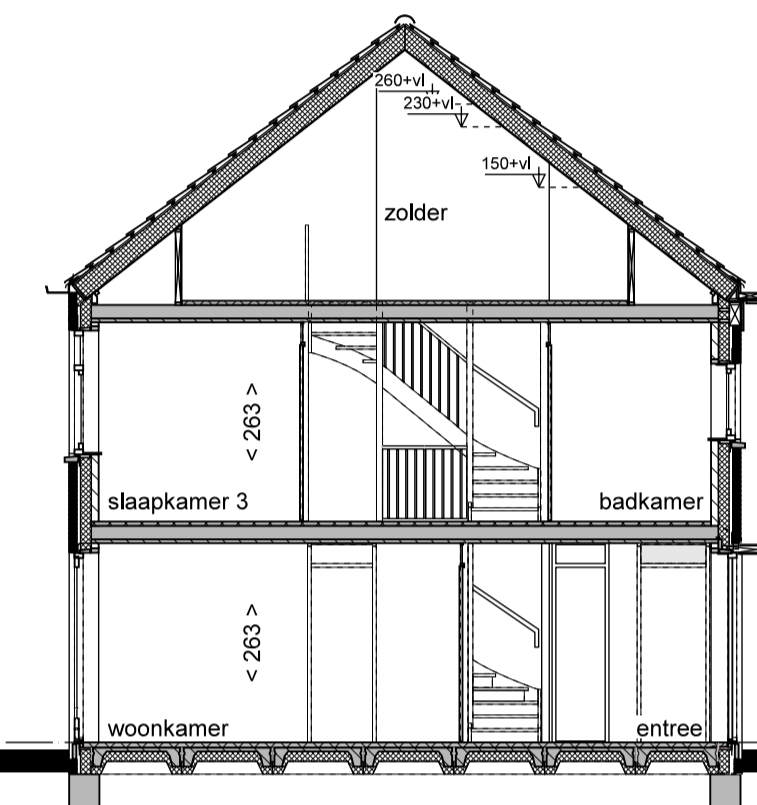 260+vl
230+vl
150+vl
zolder
< 263 >
slaapkamer 3
badkamer
< 263 >
woonkamer
entree